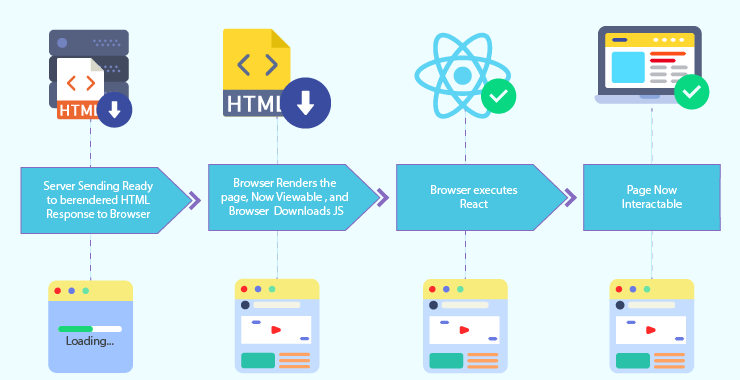 HTML
HTML
Server Sending Ready
to berendered HTML
Response to Browser
Browser Renders the
page, Now Viewable , and
Browser Downloads JS
Browser executes
React
Page Now
Interactable
Loading...